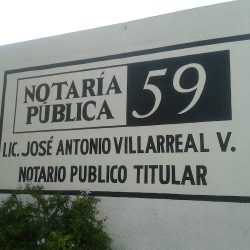 NOTARÍA
PÚBLICA 59
LIC. JOSÉ ANTONIO VILLARREAL V.
NOTARIO PUBLICO TITULAR